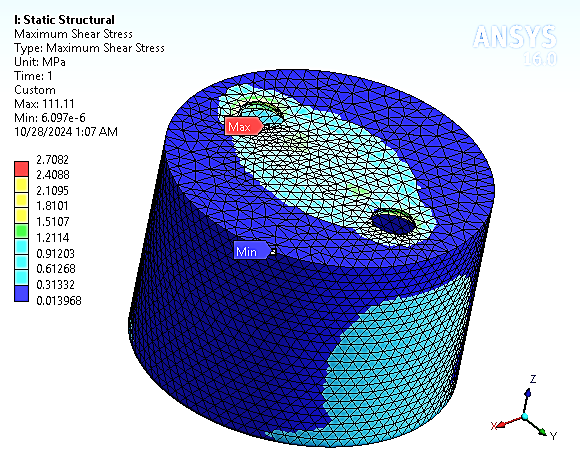 I: Static Structural
Maximum Shear Stress
Type: Maximum Shear Stress
Unit: MPa
Time: 1
Custom
Max: 111.11
Min: 6.097e-6
10/28/2024 1:07 AM
2.7082
2.4088
2.1095
1.8101
1.5107
1.2114
0.91203
0.61268
0.31332
0.013968
ANSYS
16.0
Max
Min
Z
X
Y